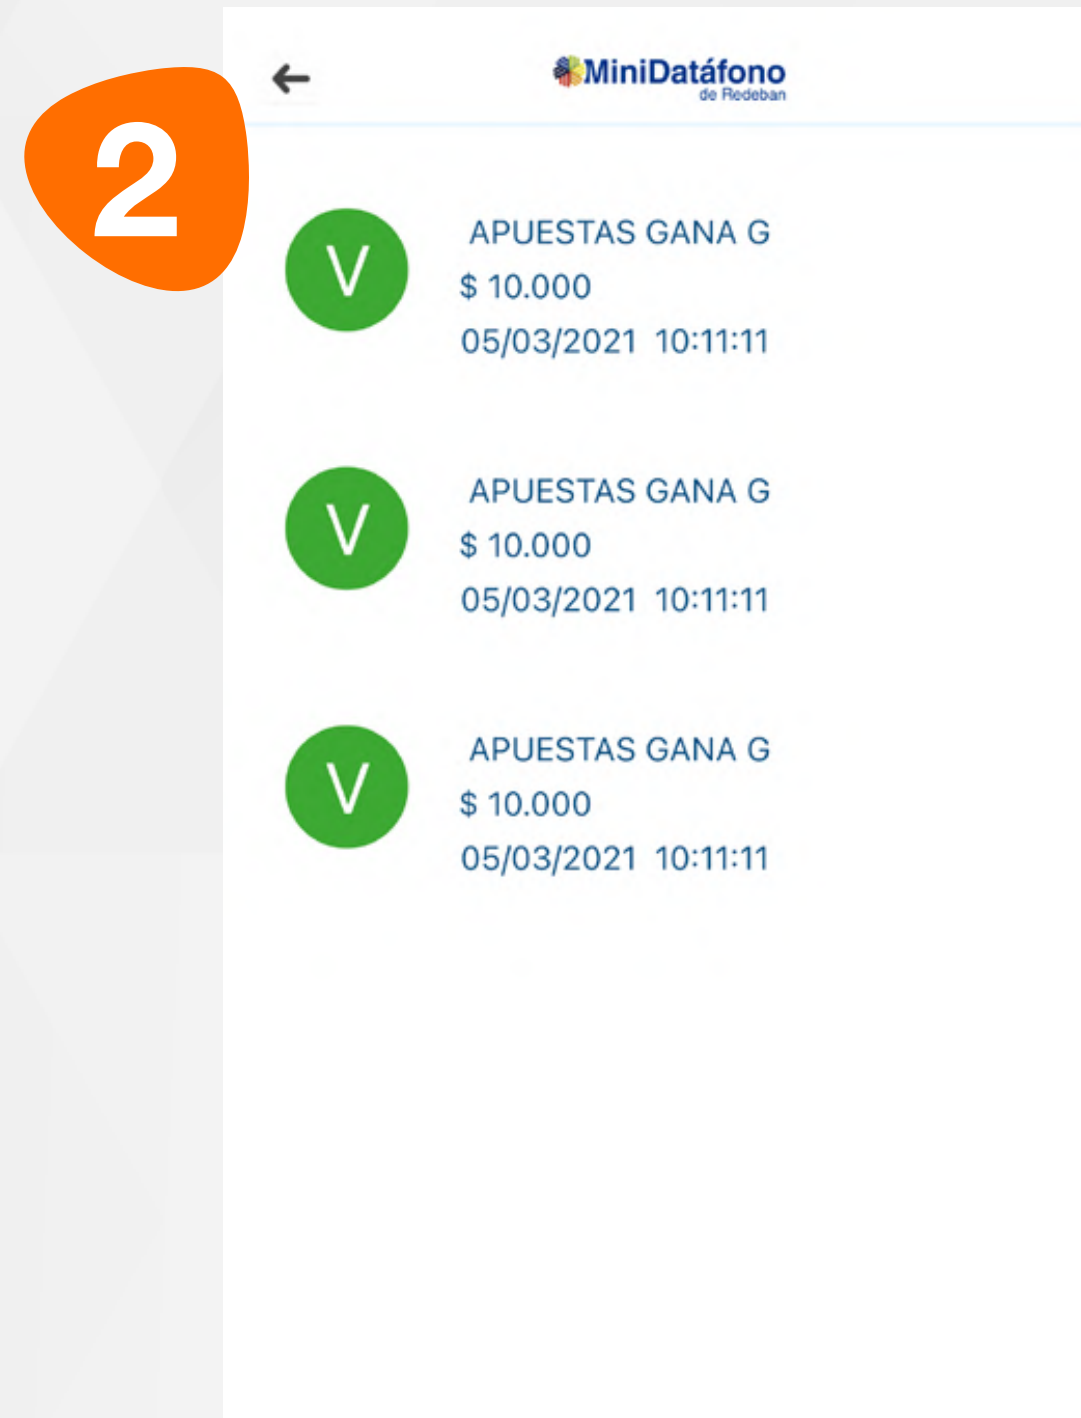 2
MiniDatáfono
de Redeban
V
APUESTAS GANA G
$ 10.000
05/03/2021 10:11:11
V
APUESTAS GANA G
$ 10.000
05/03/2021 10:11:11
V
APUESTAS GANA G
$ 10.000
05/03/2021 10:11:11